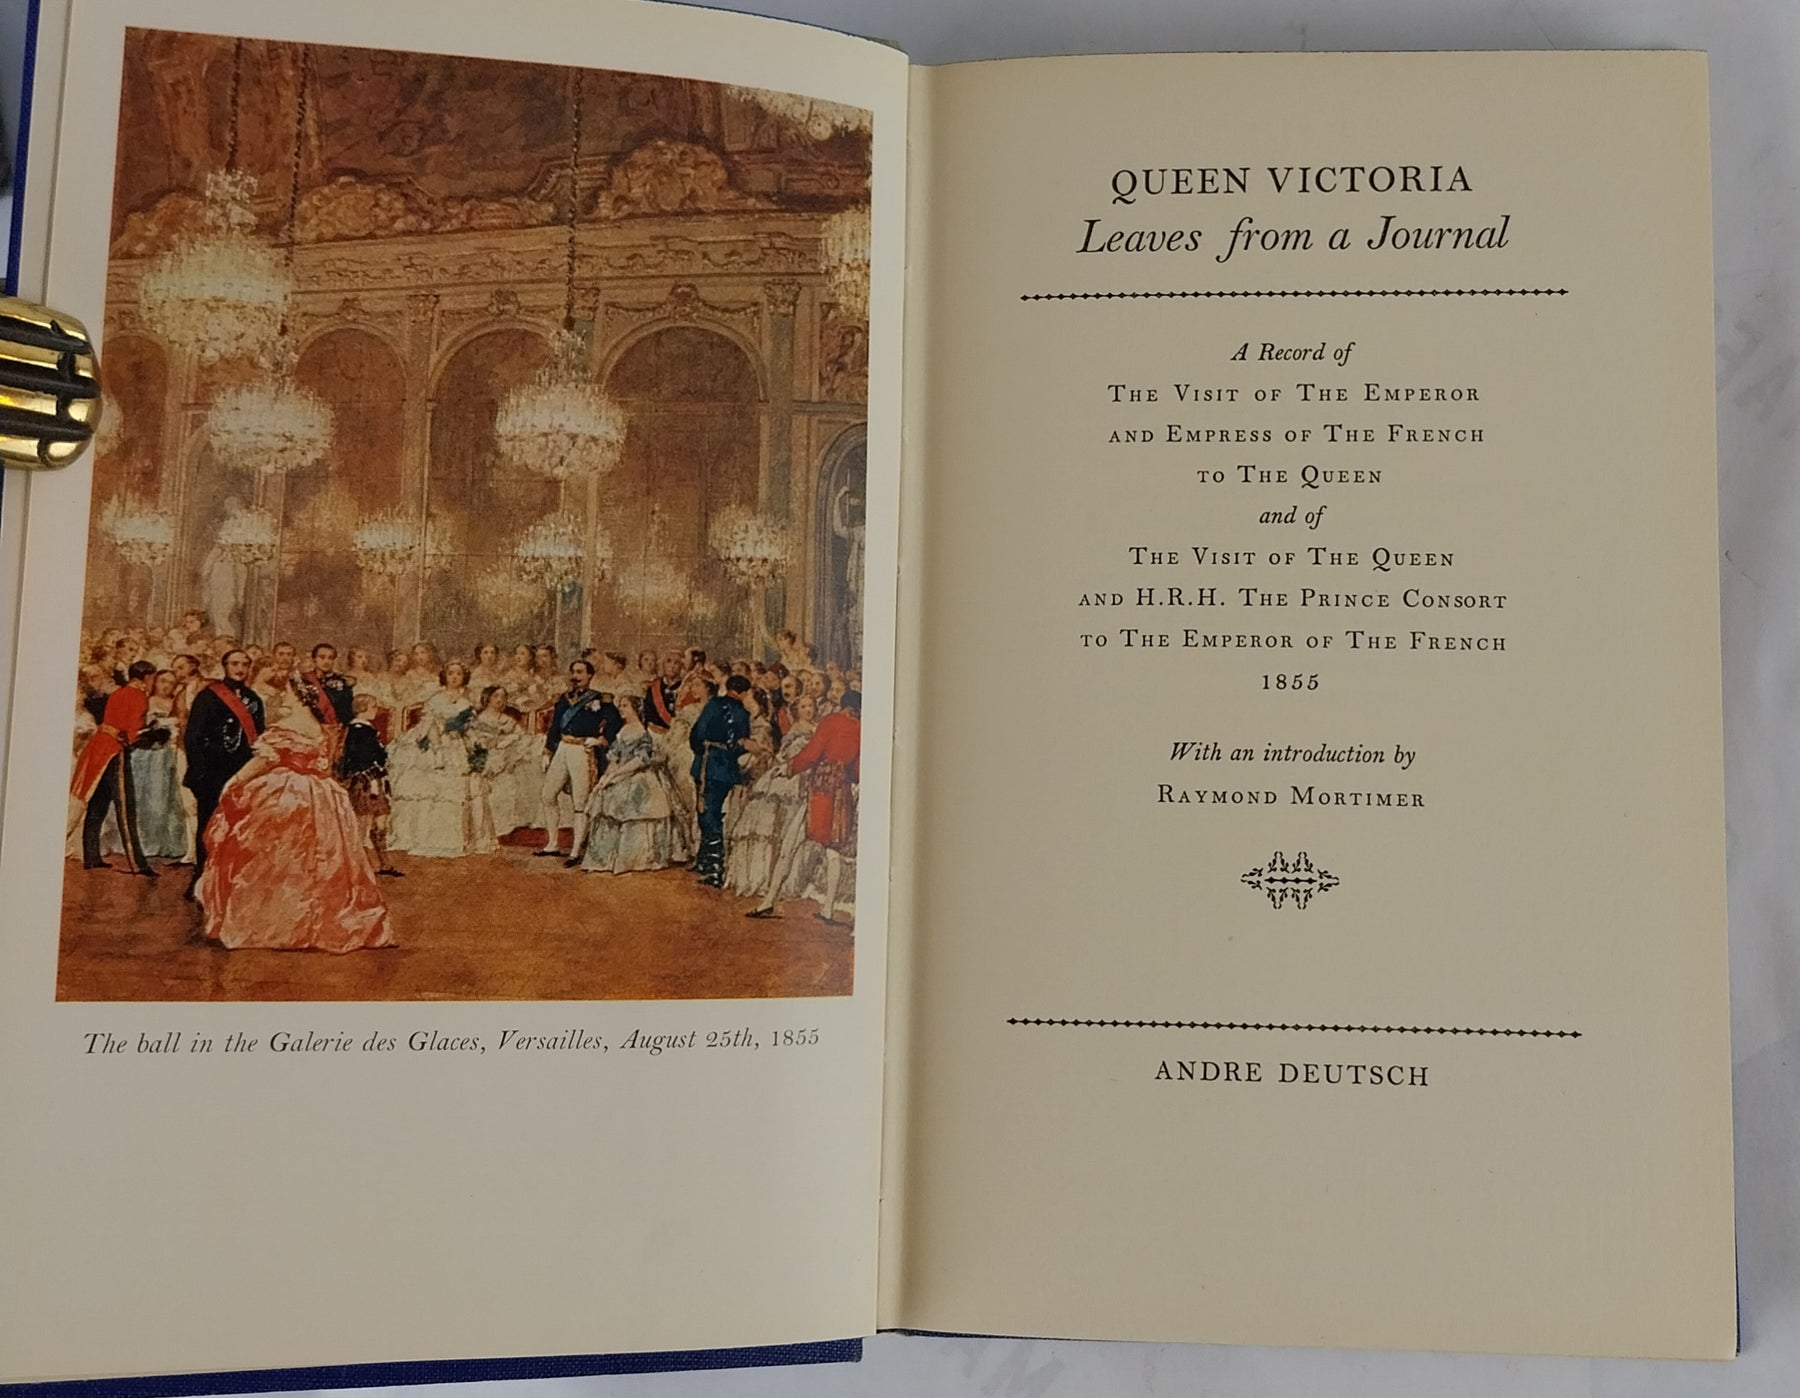 The ball in the Galerie des Glaces, Versailles, August 25th, 1855
QUEEN VICTORIA
Leaves from a Journal
A Record of
THE VISIT OF THE EMPEROR
AND EMPRESS OF THE FRENCH
TO THE QUEEN
and of
THE VISIT OF THE QUEEN
AND H.R.H. THE PRINCE CONSORT
TO THE EMPEROR OF THE FRENCH
1855
With an introduction by
RAYMOND MORTIMER
ANDRE DEUTSCH